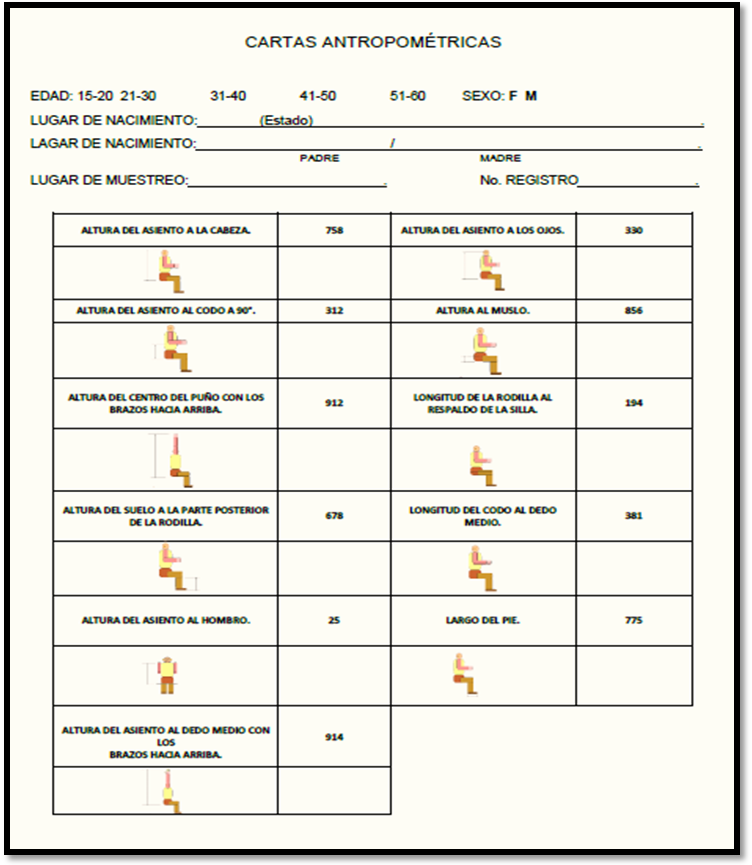 CARTAS ANTROPOMÉTRICAS
EDAD: 15-20 21-30 31-40 41-50 51-60 SEXO: F M
LUGAR DE NACIMIENTO: (Estado) .
LAGAR DE NACIMIENTO: / .
PADRE MADRE
LUGAR DE MUESTREO: . No. REGISTRO .
ALTURA DEL ASIENTO A LA CABEZA. 758 ALTURA DEL ASIENTO A LOS OJOS. 330
ALTURA DEL ASIENTO AL CODO A 90°. 312 ALTURA AL MUSLO. 856
ALTURA DEL CENTRO DEL PUÑO CON LOS
BRAZOS HACIA ARRIBA. 912 LONGITUD DE LA RODILLA AL
RESPALDO DE LA SILLA. 194
ALTURA DEL SUELO A LA PARTE POSTERIOR
DE LA RODILLA. 678 LONGITUD DEL CODO AL DEDO
MEDIO. 381
ALTURA DEL ASIENTO AL HOMBRO. 25 LARGO DEL PIE. 775
ALTURA DEL ASIENTO AL DEDO MEDIO CON
LOS
BRAZOS HACIA ARRIBA. 914